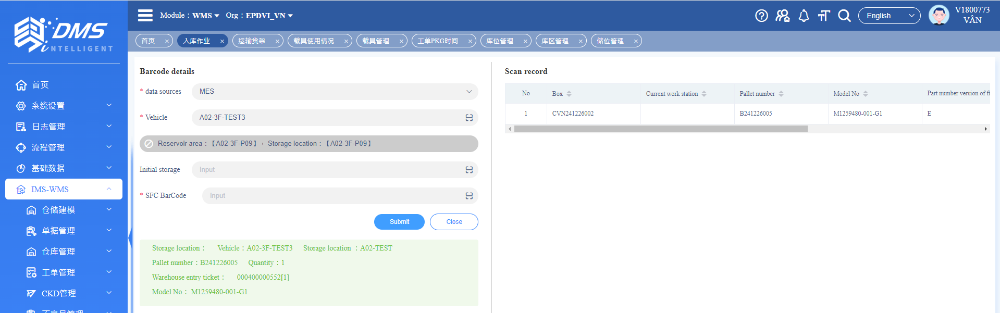 DMS
iNTELLIGENT
首页
系统设置
日志管理
流程管理
基础数据
IMS-WMS
仓储建模
单据管理
仓库管理
工单管理
CKD管理
Module : WMS Org : EPDVI_VN
English
V1800773
VÂN
首页 × 入库作业 × 运输货架 × 载具使用情况 × 载具管理 × 工单PKG时间 × 库位管理 × 库区管理 × 储位管理 ×
Barcode details
* data sources MES
* Vehicle A02-3F-TEST3
Reservoir area :【A02-3F-P09】, Storage location :【A02-3F-P09】
Initial storage Input
* SFC BarCode Input
Submit Close
Storage location： Vehicle：A02-3F-TEST3 Storage location ：A02-TEST
Pallet number：B241226005 Quantity：1
Warehouse entry ticket： 000400000552[1]
Model No： M1259480-001-G1
Scan record
No Box Current work station Pallet number Model No Part number version of fi
1 CVN241226002 B241226005 M1259480-001-G1 E